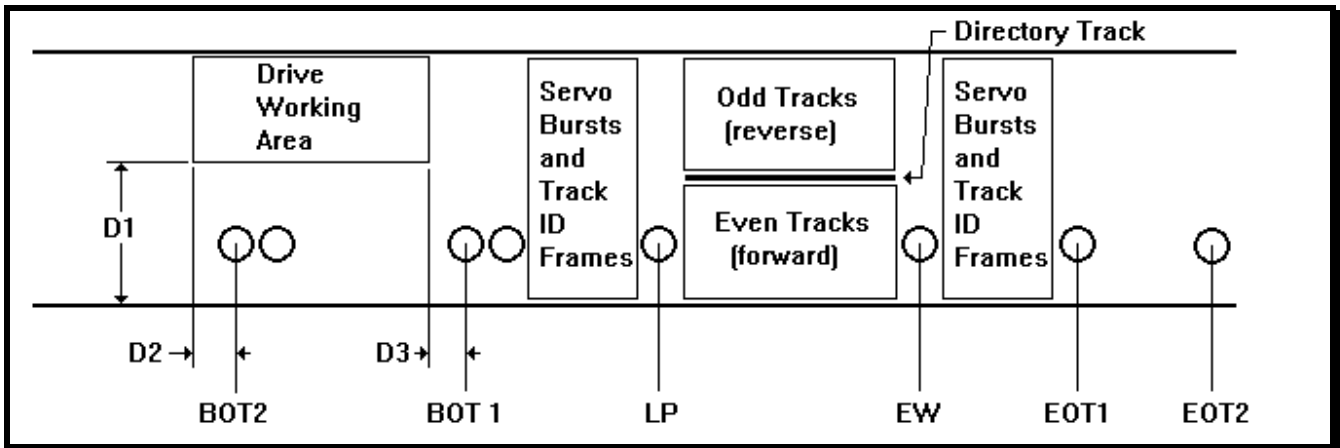 Directory Track
Drive
Working
Area
Servo
Bursts
and
Track
ID
Frames
Odd Tracks
(reverse)
Even Tracks
(forward)
Servo
Bursts
and
Track
ID
Frames
D1
D2
D3
BOT2
BOT 1
LP
EW
EOT1
EOT2